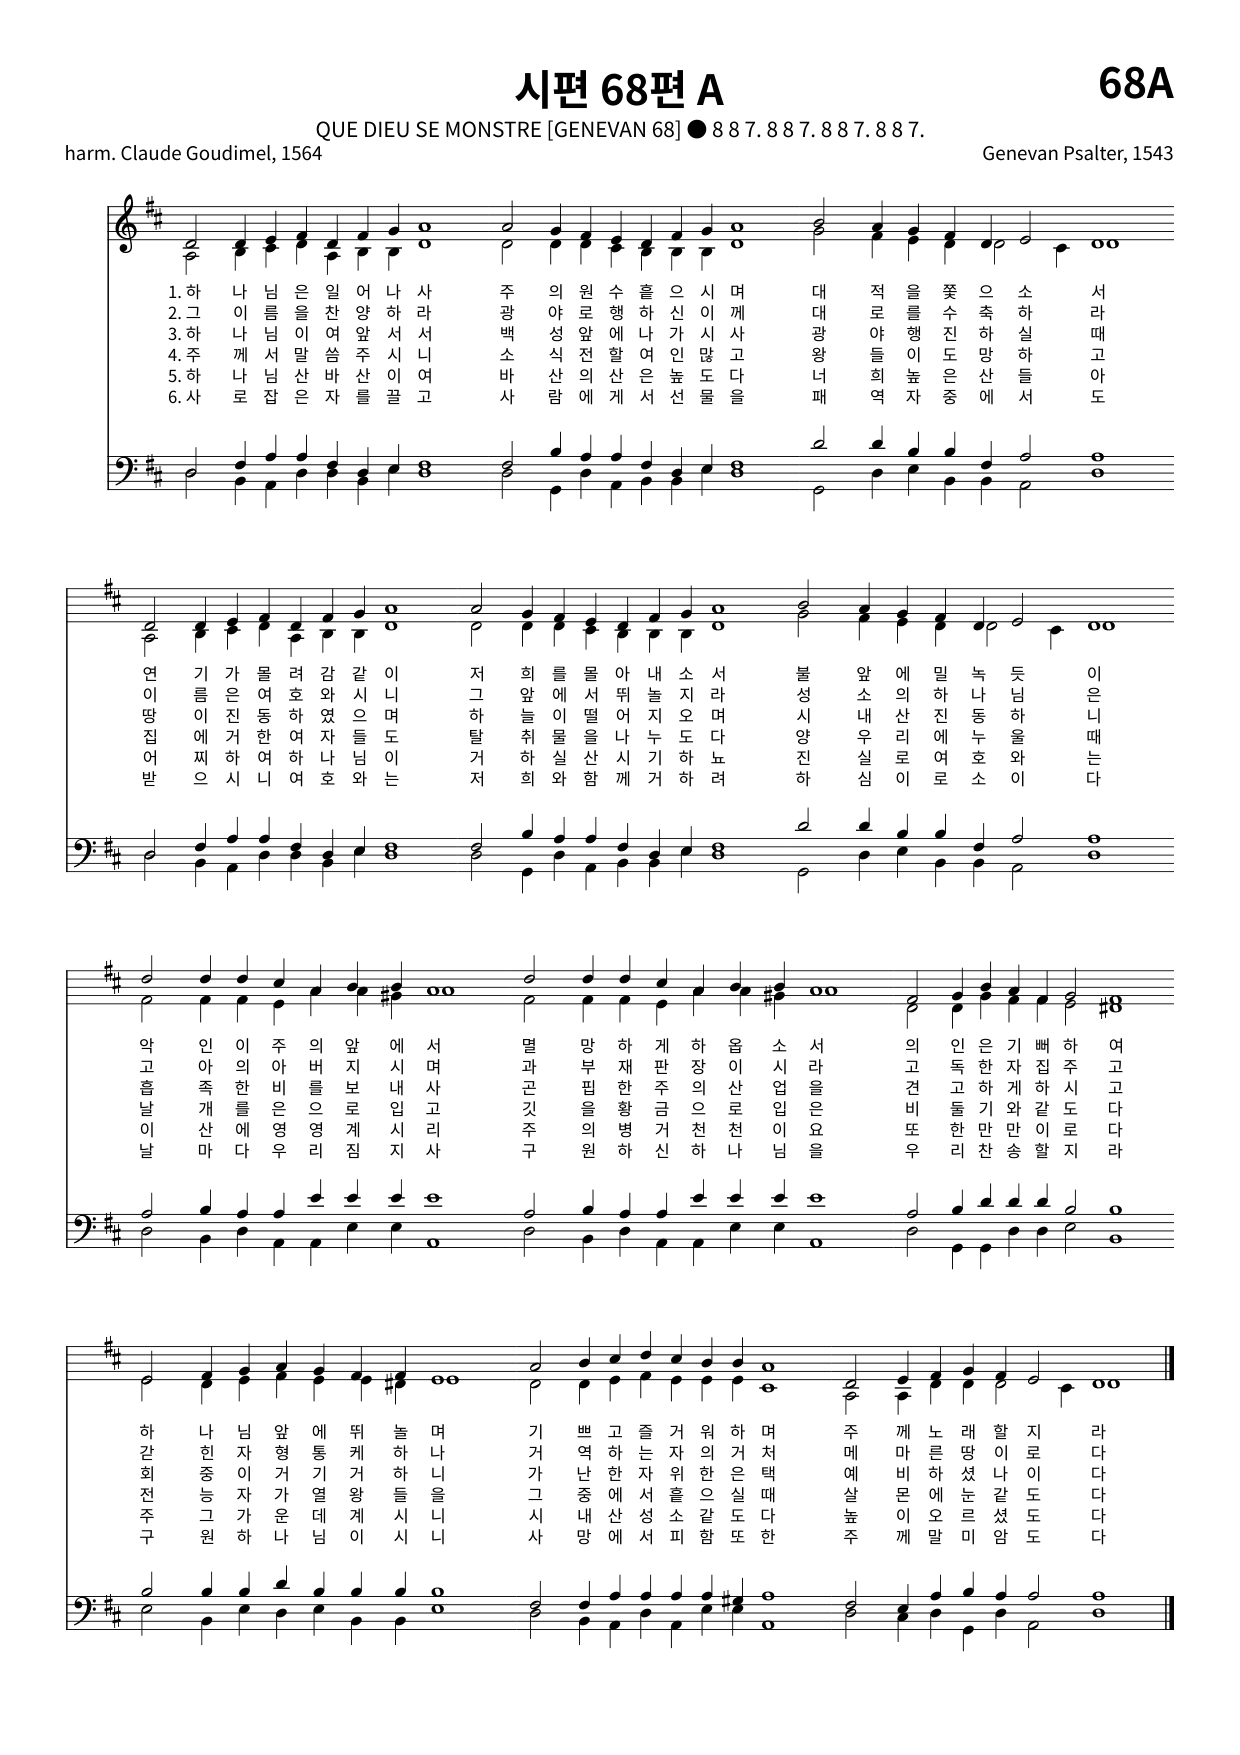 시편 68편 A
68A
QUE DIEU SE MONSTRE [GENEVAN 68] ● 8 8 7. 8 8 7. 8 8 7. 8 8 7.
harm. Claude Goudimel, 1564
Genevan Psalter, 1543
1. 하 나 님 은 일 어 나 사 주 의 원 수 흩 으 시 며 대 적 을 쫓 으 소 서
2. 그 이 름 을 찬 양 하 라 광 야 로 행 하 신 이 께 대 로 를 수 축 하 라
3. 하 나 님 이 여 앞 서 서 백 성 앞 에 나 가 시 사 광 야 행 진 하 실 때
4. 주 께 서 말 씀 주 시 니 소 식 전 할 여 인 많 고 왕 들 이 도 망 하 고
5. 하 나 님 산 바 산 이 여 바 산 의 산 은 높 도 다 너 희 높 은 산 들 아
6. 사 로 잡 은 자 를 끌 고 사 람 에 게 서 선 물 을 패 역 자 중 에 서 도
연 기 가 몰 려 감 같 이 저 희 를 몰 아 내 소 서 불 앞 에 밀 녹 듯 이
이 름 은 여 호 와 시 니 그 앞 에 서 뛰 놀 지 라 성 소 의 하 나 님 은
땅 이 진 동 하 였 으 며 하 늘 이 떨 어 지 오 며 시 내 산 진 동 하 니
집 에 거 한 여 자 들 도 탈 취 물 을 나 누 도 다 양 우 리 에 누 울 때
어 찌 하 여 하 나 님 이 거 하 실 산 시 기 하 뇨 진 실 로 여 호 와 는
받 으 시 니 여 호 와 는 저 희 와 함 께 거 하 려 하 심 이 로 소 이 다
악 인 이 주 의 앞 에 서 멸 망 하 게 하 옵 소 서 의 인 은 기 뻐 하 여
고 아 의 아 버 지 시 며 과 부 재 판 장 이 시 라 고 독 한 자 집 주 고
흡 족 한 비 를 보 내 사 곤 핍 한 주 의 산 업 을 견 고 하 게 하 시 고
날 개 를 은 으 로 입 고 깃 을 황 금 으 로 입 은 비 둘 기 와 같 도 다
이 산 에 영 영 계 시 리 주 의 병 거 천 천 이 요 또 한 만 만 이 로 다
날 마 다 우 리 짐 지 사 구 원 하 신 하 나 님 을 우 리 찬 송 할 지 라
하 나 님 앞 에 뛰 놀 며 기 쁘 고 즐 거 워 하 며 주 께 노 래 할 지 라
갇 힌 자 형 통 케 하 나 거 역 하 는 자 의 거 처 메 마 른 땅 이 로 다
회 중 이 거 기 거 하 니 가 난 한 자 위 한 은 택 예 비 하 셨 나 이 다
전 능 자 가 열 왕 들 을 그 중 에 서 흩 으 실 때 살 몬 에 눈 같 도 다
주 그 가 운 데 계 시 니 시 내 산 성 소 같 도 다 높 이 오 르 셨 도 다
구 원 하 나 님 이 시 니 사 망 에 서 피 함 또 한 주 께 말 미 암 도 다